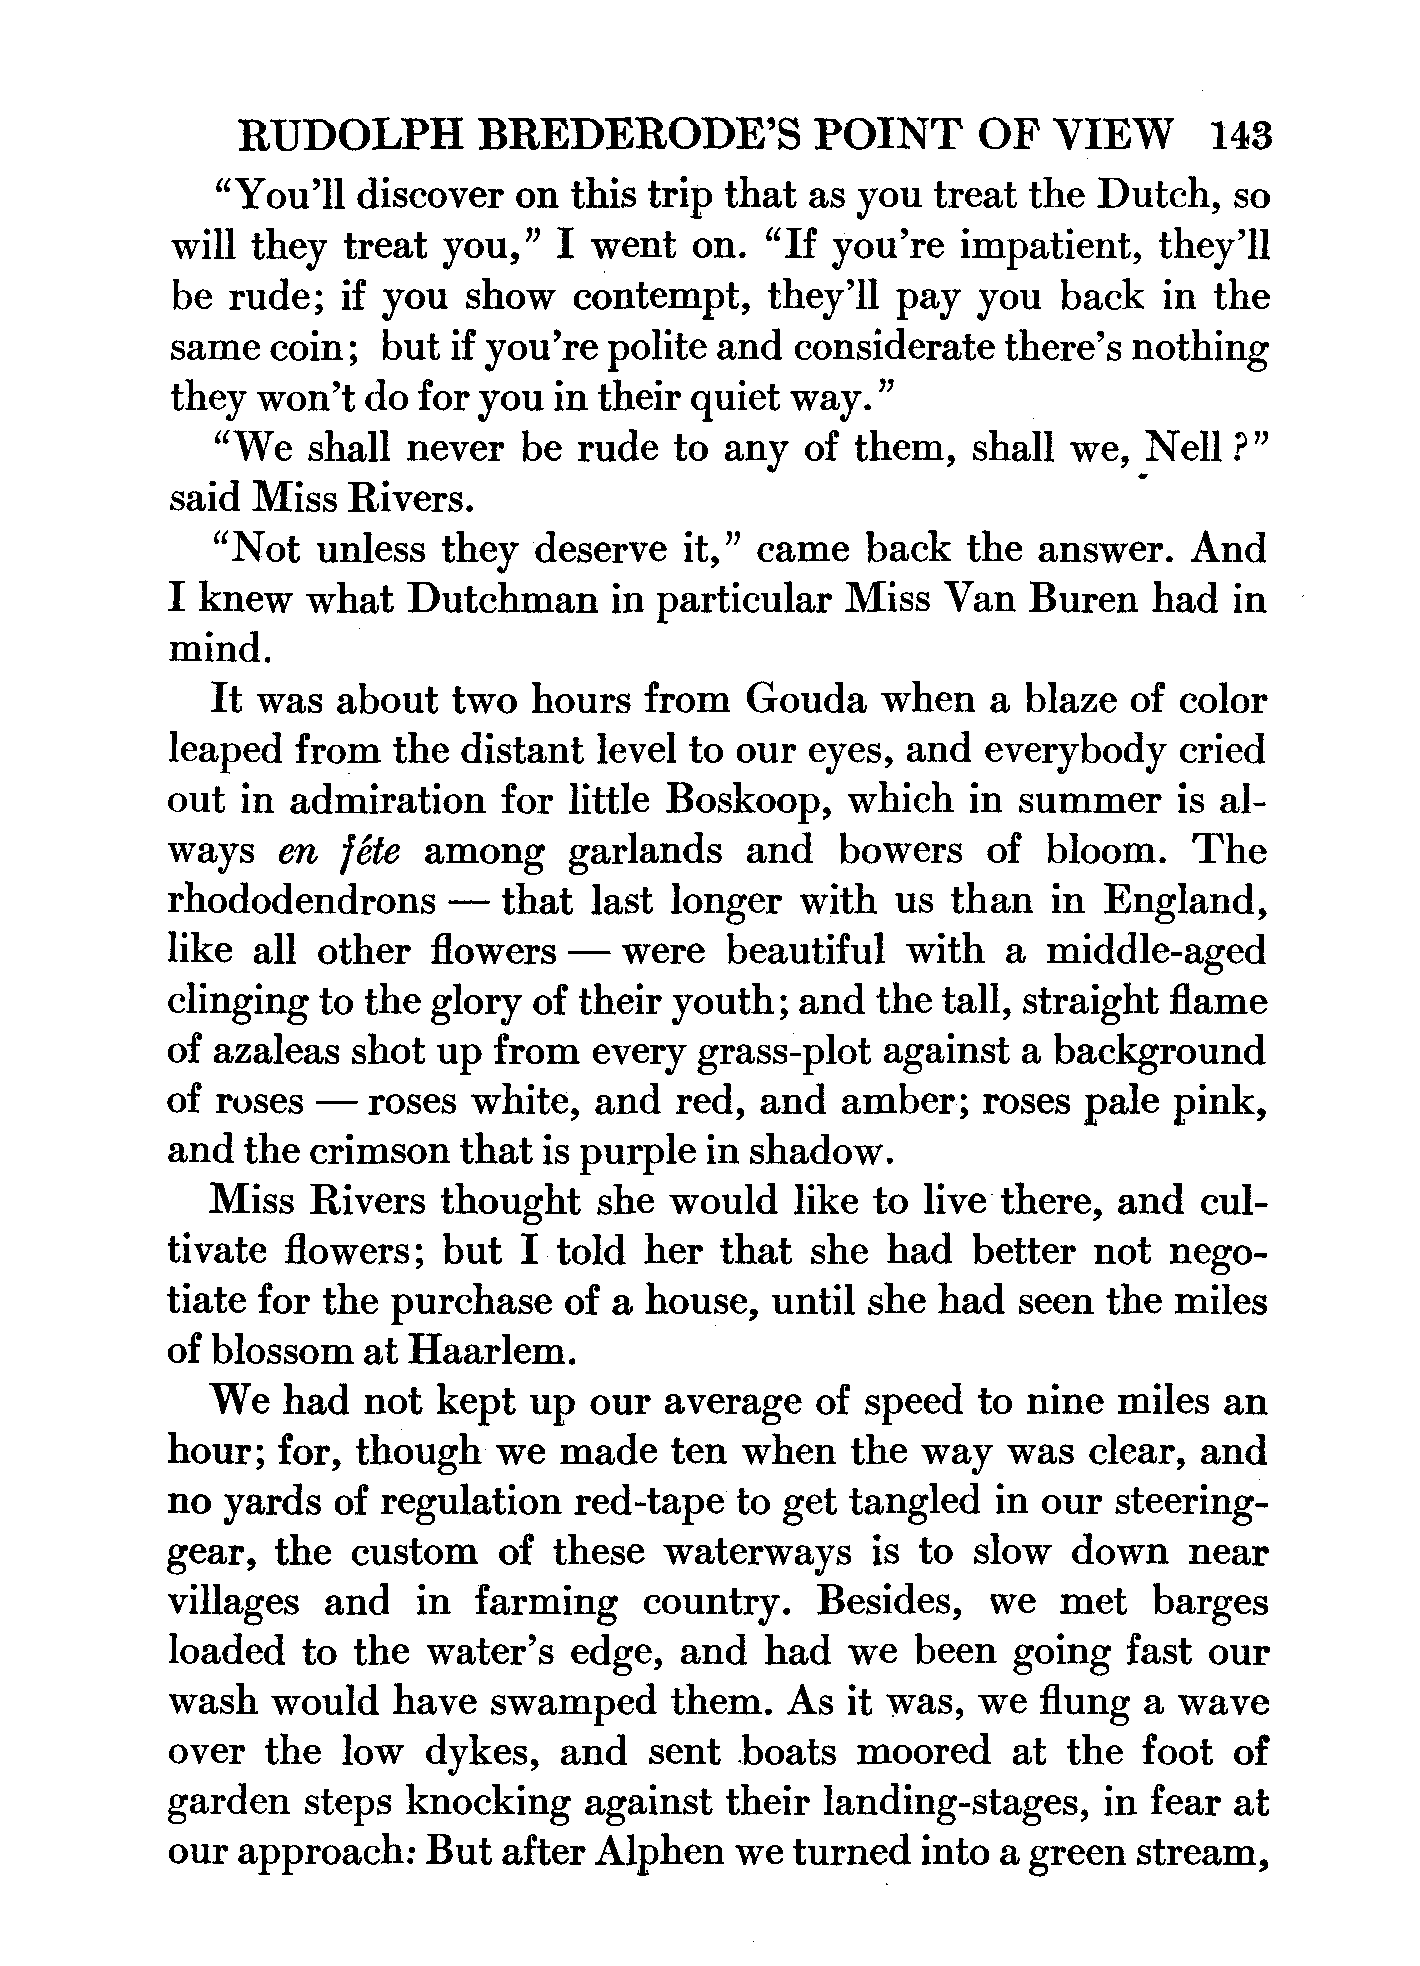 RUDOLPH BREDERODE'S POINT OF VIEW 143
"You'll discover on this trip that as you treat the Dutch, so
will they treat you," I went on. "If you're impatient, they'll
be rude; if you show contempt, they'll pay you back in the
same coin; but if you're polite and considerate there's nothing
they won't do for you in their quiet way."
"We shall never be rude to any of them, shall we, Nell?"
said Miss Rivers.
"Not unless they deserve it," came back the answer. And
I knew what Dutchman in particular Miss Van Buren had in
mind.
It was about two hours from Gouda when a blaze of color
leaped from the distant level to our eyes, and everybody cried
out in admiration for little Boskoop, which in summer is al-
ways en fête among garlands and bowers of bloom. The
rhododendrons — that last longer with us than in England,
like all other flowers — were beautiful with a middle-aged
clinging to the glory of their youth; and the tall, straight flame
of azaleas shot up from every grass-plot against a background
of roses — roses white, and red, and amber; roses pale pink,
and the crimson that is purple in shadow.
Miss Rivers thought she would like to live there, and cul-
tivate flowers; but I told her that she had better not nego-
tiate for the purchase of a house, until she had seen the miles
of blossom at Haarlem.
We had not kept up our average of speed to nine miles an
hour; for, though we made ten when the way was clear, and
no yards of regulation red-tape to get tangled in our steering-
gear, the custom of these waterways is to slow down near
villages and in farming country. Besides, we met barges
loaded to the water's edge, and had we been going fast our
wash would have swamped them. As it was, we flung a wave
over the low dykes, and sent boats moored at the foot of
garden steps knocking against their landing-stages, in fear at
our approach: But after Alphen we turned into a green stream,